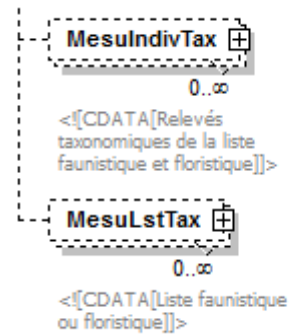 MesuIndivTax
0..∞
<![CDATA[Relevés
taxonomiques de la liste
faunistique et floristique]]>
MesuLstTax
0..∞
<![CDATA[Liste faunistique
ou floristique]]>